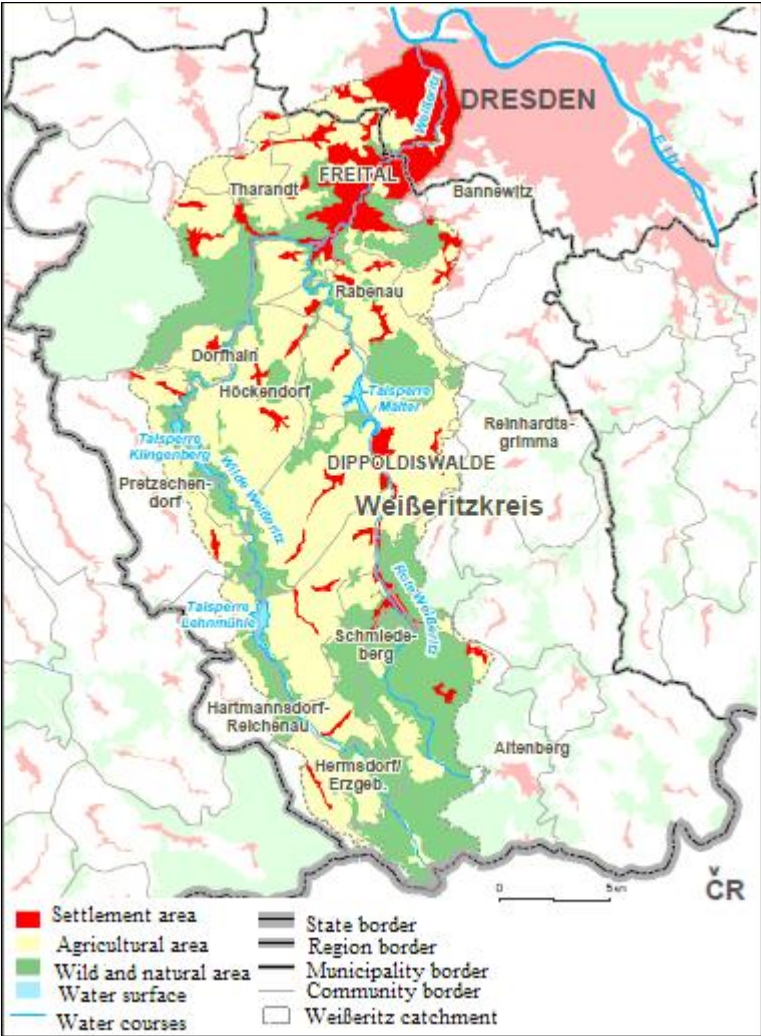 DRESDEN
Weißeritz
Elbe
FREITAL
Tharandt
Bannewitz
Rabenau
Dorfhain
Höckendorf
Talsperre
Malter
Reinhardts-
grimma
Talsperre
Klingenberg
DIPPOLDISWALDE
Wilde Weißeritz
Pretzschen-
dorf
Weißeritzkreis
Rote Weißeritz
Talsperre
Lehnmühle
Schmiede-
berg
Hartmannsdorf-
Reichenau
Altenberg
Hermsdorf/
Erzgeb.
0 5 km
ČR
Settlement area
Agricultural area
Wild and natural area
Water surface
Water courses
State border
Region border
Municipality border
Community border
Weißeritz catchment